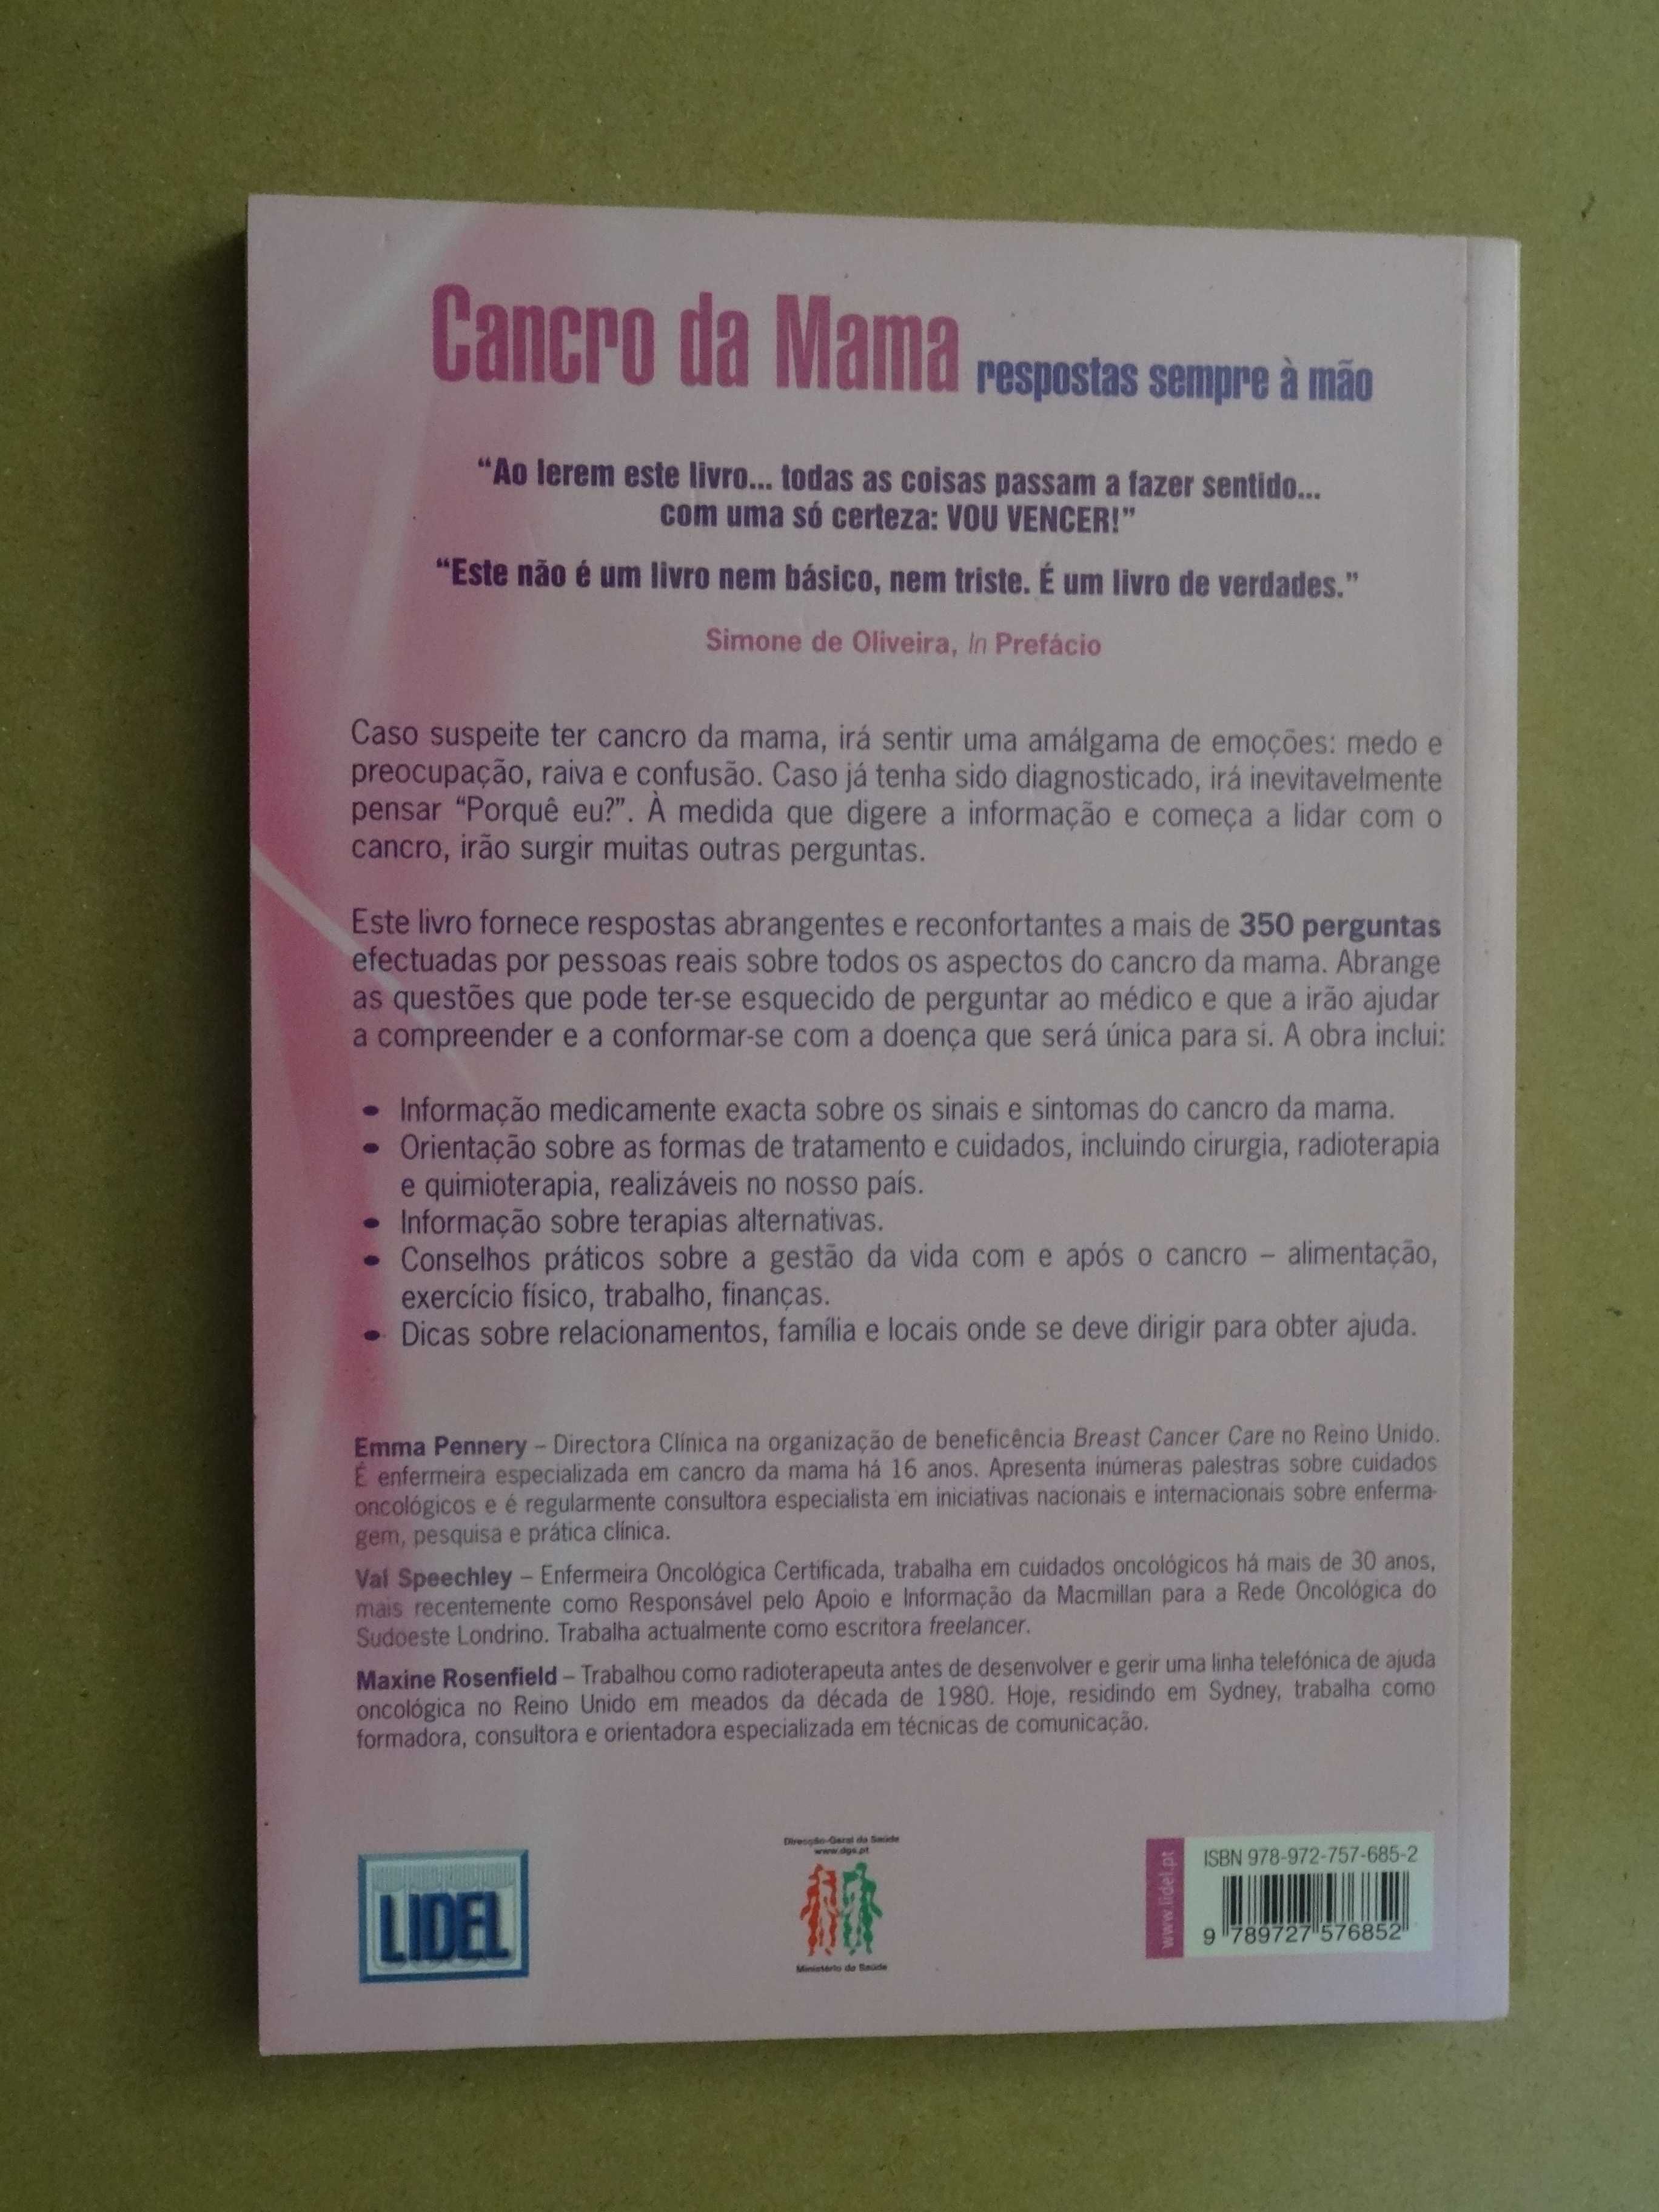 Cancro da Mama respostas sempre à mão
“Ao lerem este livro... todas as coisas passam a fazer sentido...
com uma só certeza: VOU VENCER!”
“Este não é um livro nem básico, nem triste. É um livro de verdades.”
Simone de Oliveira, In Prefácio
Caso suspeite ter cancro da mama, irá sentir uma amálgama de emoções: medo e
preocupação, raiva e confusão. Caso já tenha sido diagnosticado, irá inevitavelmente
pensar “Porquê eu?”. À medida que digere a informação e começa a lidar com o
cancro, irão surgir muitas outras perguntas.
Este livro fornece respostas abrangentes e reconfortantes a mais de 350 perguntas
efectuadas por pessoas reais sobre todos os aspectos do cancro da mama. Abrange
as questões que pode ter-se esquecido de perguntar ao médico e que a irão ajudar
a compreender e a conformar-se com a doença que será única para si. A obra inclui:
• Informação medicamente exacta sobre os sinais e sintomas do cancro da mama.
• Orientação sobre as formas de tratamento e cuidados, incluindo cirurgia, radioterapia
e quimioterapia, realizáveis no nosso país.
• Informação sobre terapias alternativas.
• Conselhos práticos sobre a gestão da vida com e após o cancro – alimentação,
exercício físico, trabalho, finanças.
• Dicas sobre relacionamentos, família e locais onde se deve dirigir para obter ajuda.
Emma Pennery – Directora Clínica na organização de beneficência Breast Cancer Care no Reino Unido.
É enfermeira especializada em cancro da mama há 16 anos. Apresenta inúmeras palestras sobre cuidados
oncológicos e é regularmente consultora especialista em iniciativas nacionais e internacionais sobre enferma-
gem, pesquisa e prática clínica.
Val Speechley – Enfermeira Oncológica Certificada, trabalha em cuidados oncológicos há mais de 30 anos,
mais recentemente como Responsável pelo Apoio e Informação da Macmillan para a Rede Oncológica do
Sudoeste Londrino. Trabalha actualmente como escritora freelancer.
Maxine Rosenfield – Trabalhou como radioterapeuta antes de desenvolver e gerir uma linha telefónica de ajuda
oncológica no Reino Unido em meados da década de 1980. Hoje, residindo em Sydney, trabalha como
formadora, consultora e orientadora especializada em técnicas de comunicação.
LIDEL
Direcção-Geral da Saúde
www.dgs.pt
Ministério da Saúde
www.lidel.pt
ISBN 978-972-757-685-2
9 789727 576852